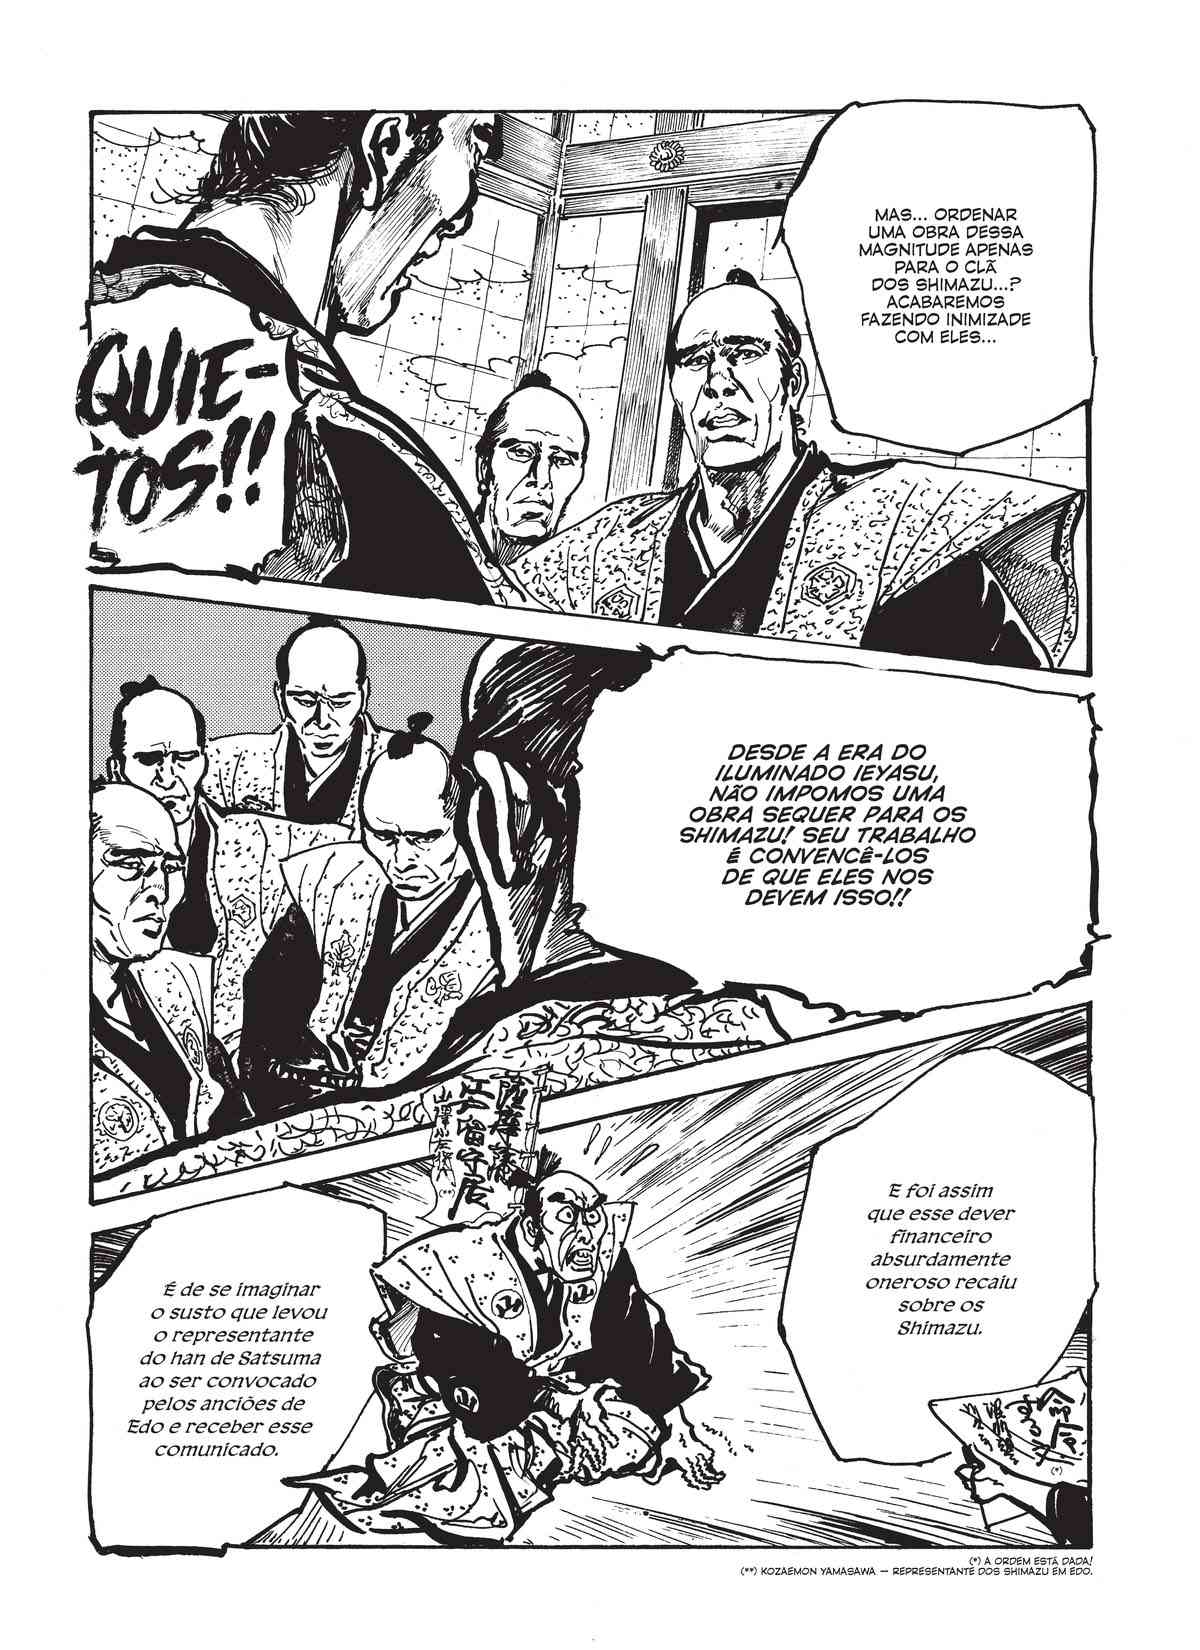 MAS... ORDENAR
UMA OBRA DESSA
MAGNITUDE APENAS
PARA O CLÃ
DOS SHIMAZU...?
ACABAREMOS
FAZENDO INIMIZADE
COM ELES...
QUIE-
TOS!!
DESDE A ERA DO
ILUMINADO IEYASU,
NÃO IMPOMOS UMA
OBRA SEQUER PARA OS
SHIMAZU! SEU TRABALHO
É CONVENCÊ-LOS
DE QUE ELES NOS
DEVEM ISSO!!
E foi assim
que esse dever
financeiro
absurdamente
oneroso recaiu
sobre os
Shimazu.
薩摩藩
江戸留守居
山澤小左衛門
(**)
É de se imaginar
o susto que levou
o representante
do han de Satsuma
ao ser convocado
pelos anciões de
Edo e receber esse
comunicado.
(*)
(*) A ORDEM ESTÁ DADA!
(**) KOZAEMON YAMASAWA – REPRESENTANTE DOS SHIMAZU EM EDO.